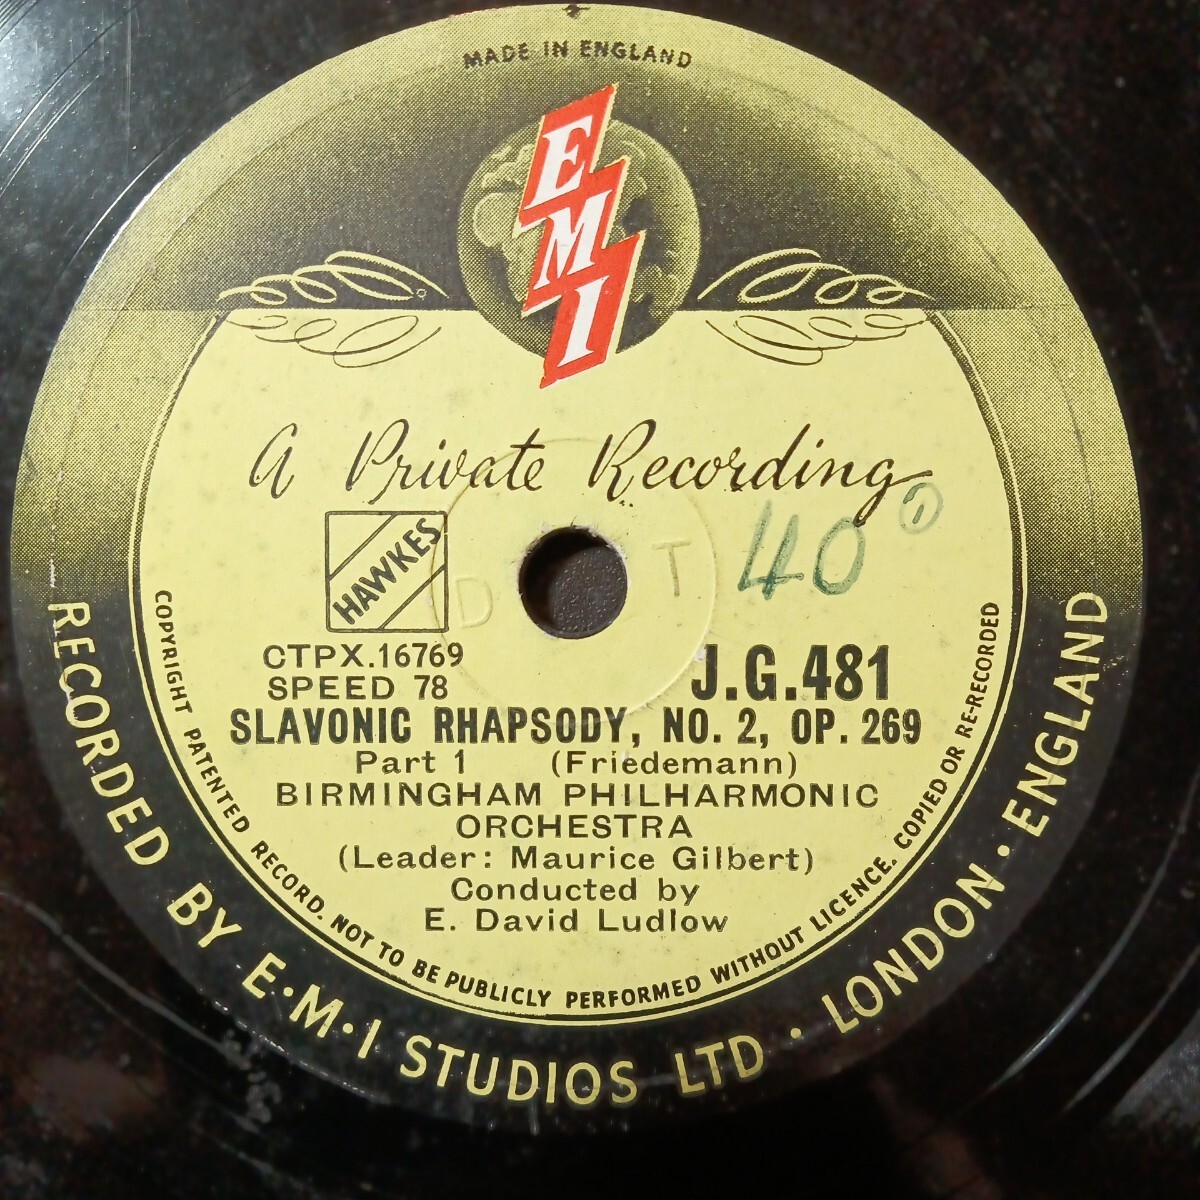 MADE IN ENGLAND
EMI
A Private Recording
HAWKES
40 1
D T
CTPX.16769
J.G.481
SPEED 78
SLAVONIC RHAPSODY, NO. 2, OP. 269
Part 1 (Friedemann)
BIRMINGHAM PHILHARMONIC
ORCHESTRA
(Leader: Maurice Gilbert)
Conducted by
E. David Ludlow
COPYRIGHT PATENTED RECORD. NOT TO BE PUBLICLY PERFORMED WITHOUT LICENCE. COPIED OR RE-RECORDED
RECORDED BY E·M·I STUDIOS LTD · LONDON · ENGLAND